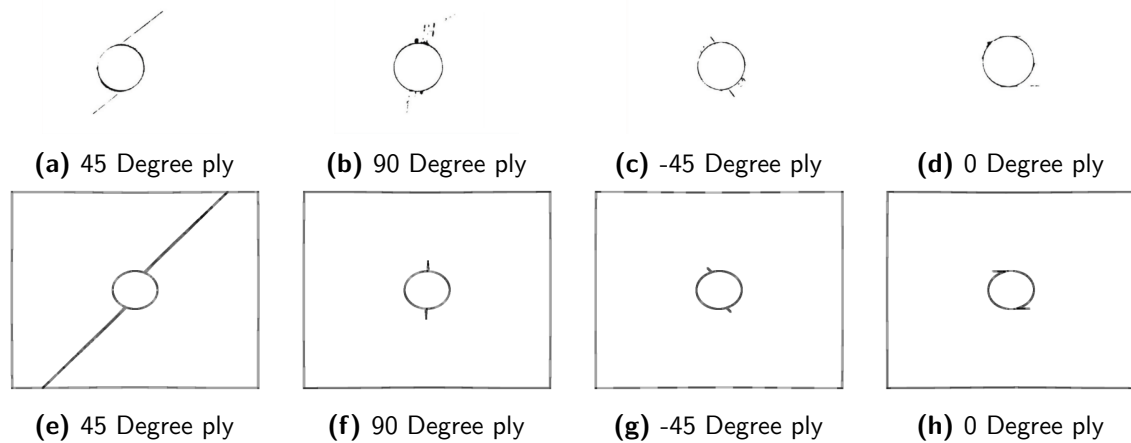 (a) 45 Degree ply
(b) 90 Degree ply
(c) -45 Degree ply
(d) 0 Degree ply
(e) 45 Degree ply
(f) 90 Degree ply
(g) -45 Degree ply
(h) 0 Degree ply